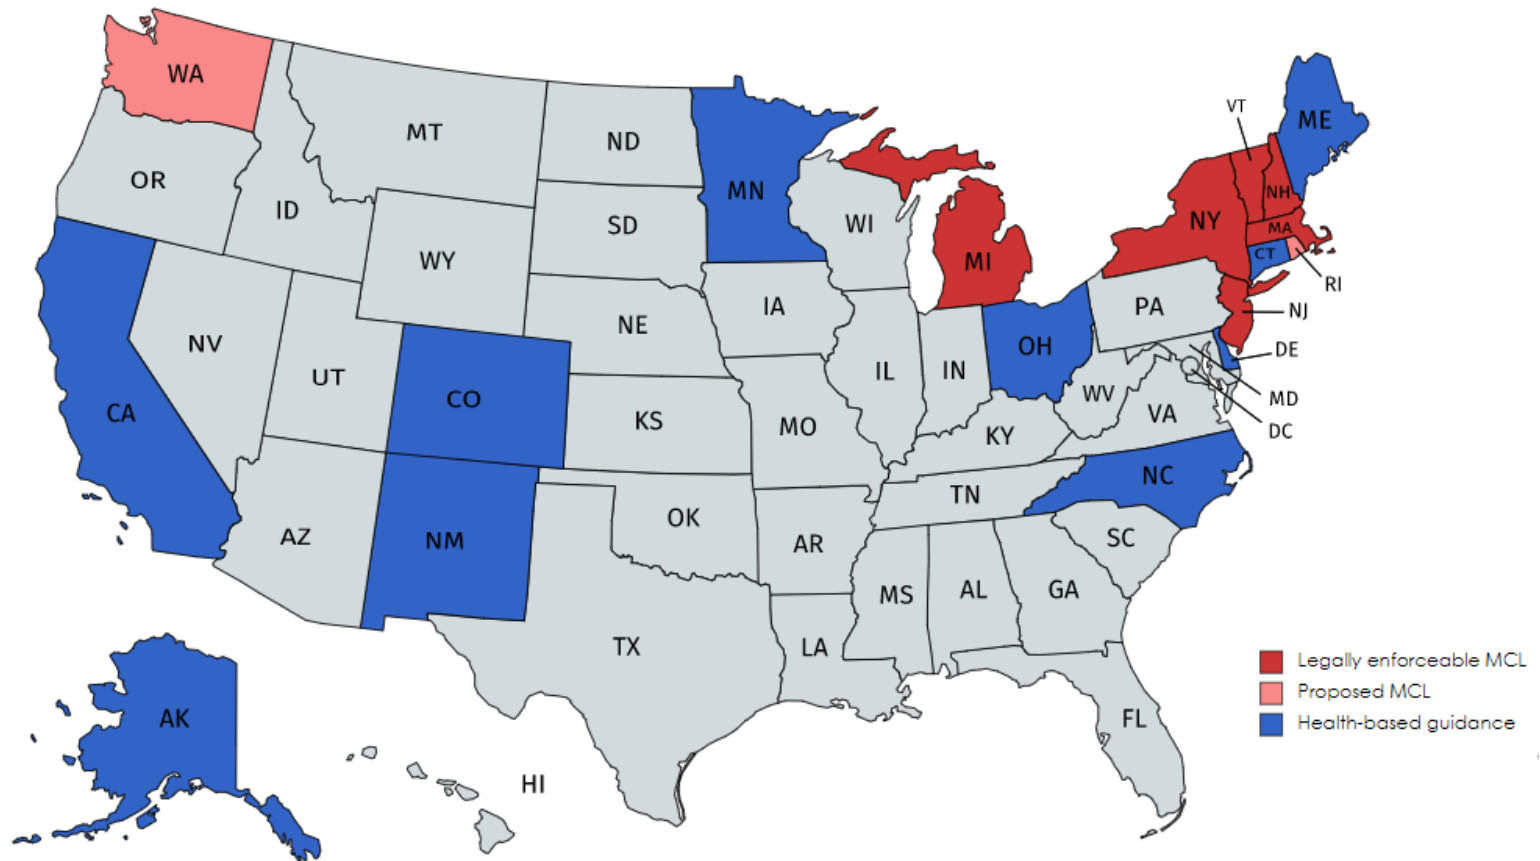 WA
MT
ND
MN
ME
VT
OR
ID
SD
WI
NH
NY
MA
CT
WY
MI
RI
IA
PA
NJ
NE
NV
OH
DE
UT
IL
IN
CO
WV
MD
CA
KS
MO
VA
DC
KY
NC
TN
OK
AZ
NM
AR
SC
MS
AL
GA
TX
LA
Legally enforceable MCL
Proposed MCL
AK
FL
Health-based guidance
HI